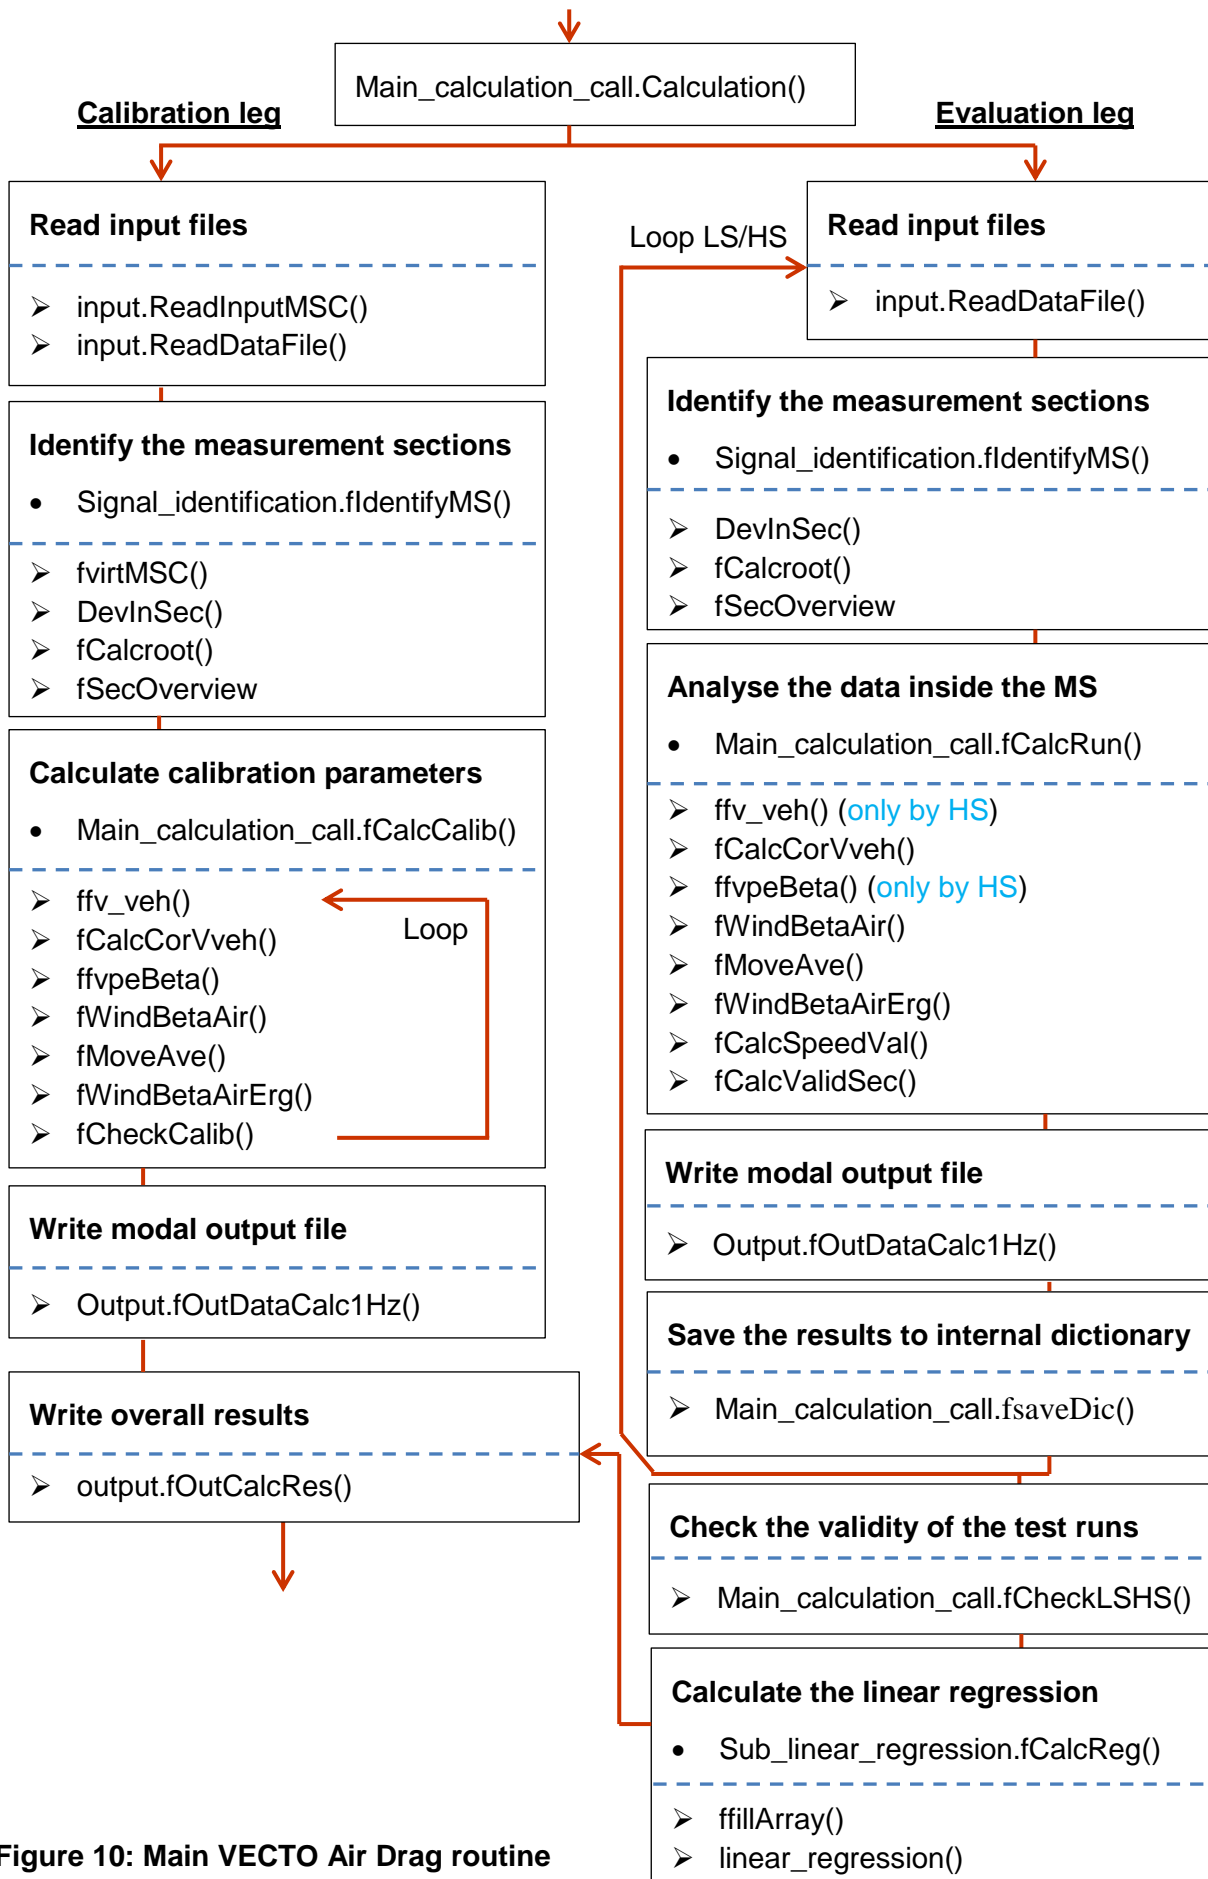 Main_calculation_call.Calculation()
Calibration leg
Evaluation leg
Read input files
➢ input.ReadInputMSC()
➢ input.ReadDataFile()
Identify the measurement sections
• Signal_identification.fIdentifyMS()
➢ fvirtMSC()
➢ DevInSec()
➢ fCalcroot()
➢ fSecOverview
Calculate calibration parameters
• Main_calculation_call.fCalcCalib()
➢ ffv_veh()
➢ fCalcCorVveh()
➢ ffvpeBeta()
➢ fWindBetaAir()
➢ fMoveAve()
➢ fWindBetaAirErg()
➢ fCheckCalib()
Loop
Write modal output file
➢ Output.fOutDataCalc1Hz()
Write overall results
➢ output.fOutCalcRes()
Loop LS/HS
Read input files
➢ input.ReadDataFile()
Identify the measurement sections
• Signal_identification.fIdentifyMS()
➢ DevInSec()
➢ fCalcroot()
➢ fSecOverview
Analyse the data inside the MS
• Main_calculation_call.fCalcRun()
➢ ffv_veh() (only by HS)
➢ fCalcCorVveh()
➢ ffvpeBeta() (only by HS)
➢ fWindBetaAir()
➢ fMoveAve()
➢ fWindBetaAirErg()
➢ fCalcSpeedVal()
➢ fCalcValidSec()
Write modal output file
➢ Output.fOutDataCalc1Hz()
Save the results to internal dictionary
➢ Main_calculation_call.fsaveDic()
Check the validity of the test runs
➢ Main_calculation_call.fCheckLSHS()
Calculate the linear regression
• Sub_linear_regression.fCalcReg()
➢ ffillArray()
➢ linear_regression()
Figure 10: Main VECTO Air Drag routine